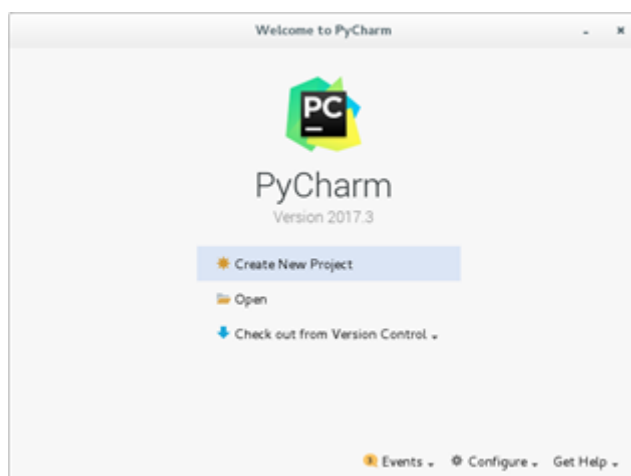 Welcome to PyCharm
PC
PyCharm
Version 2017.3
Create New Project
Open
Check out from Version Control
Events Configure Get Help